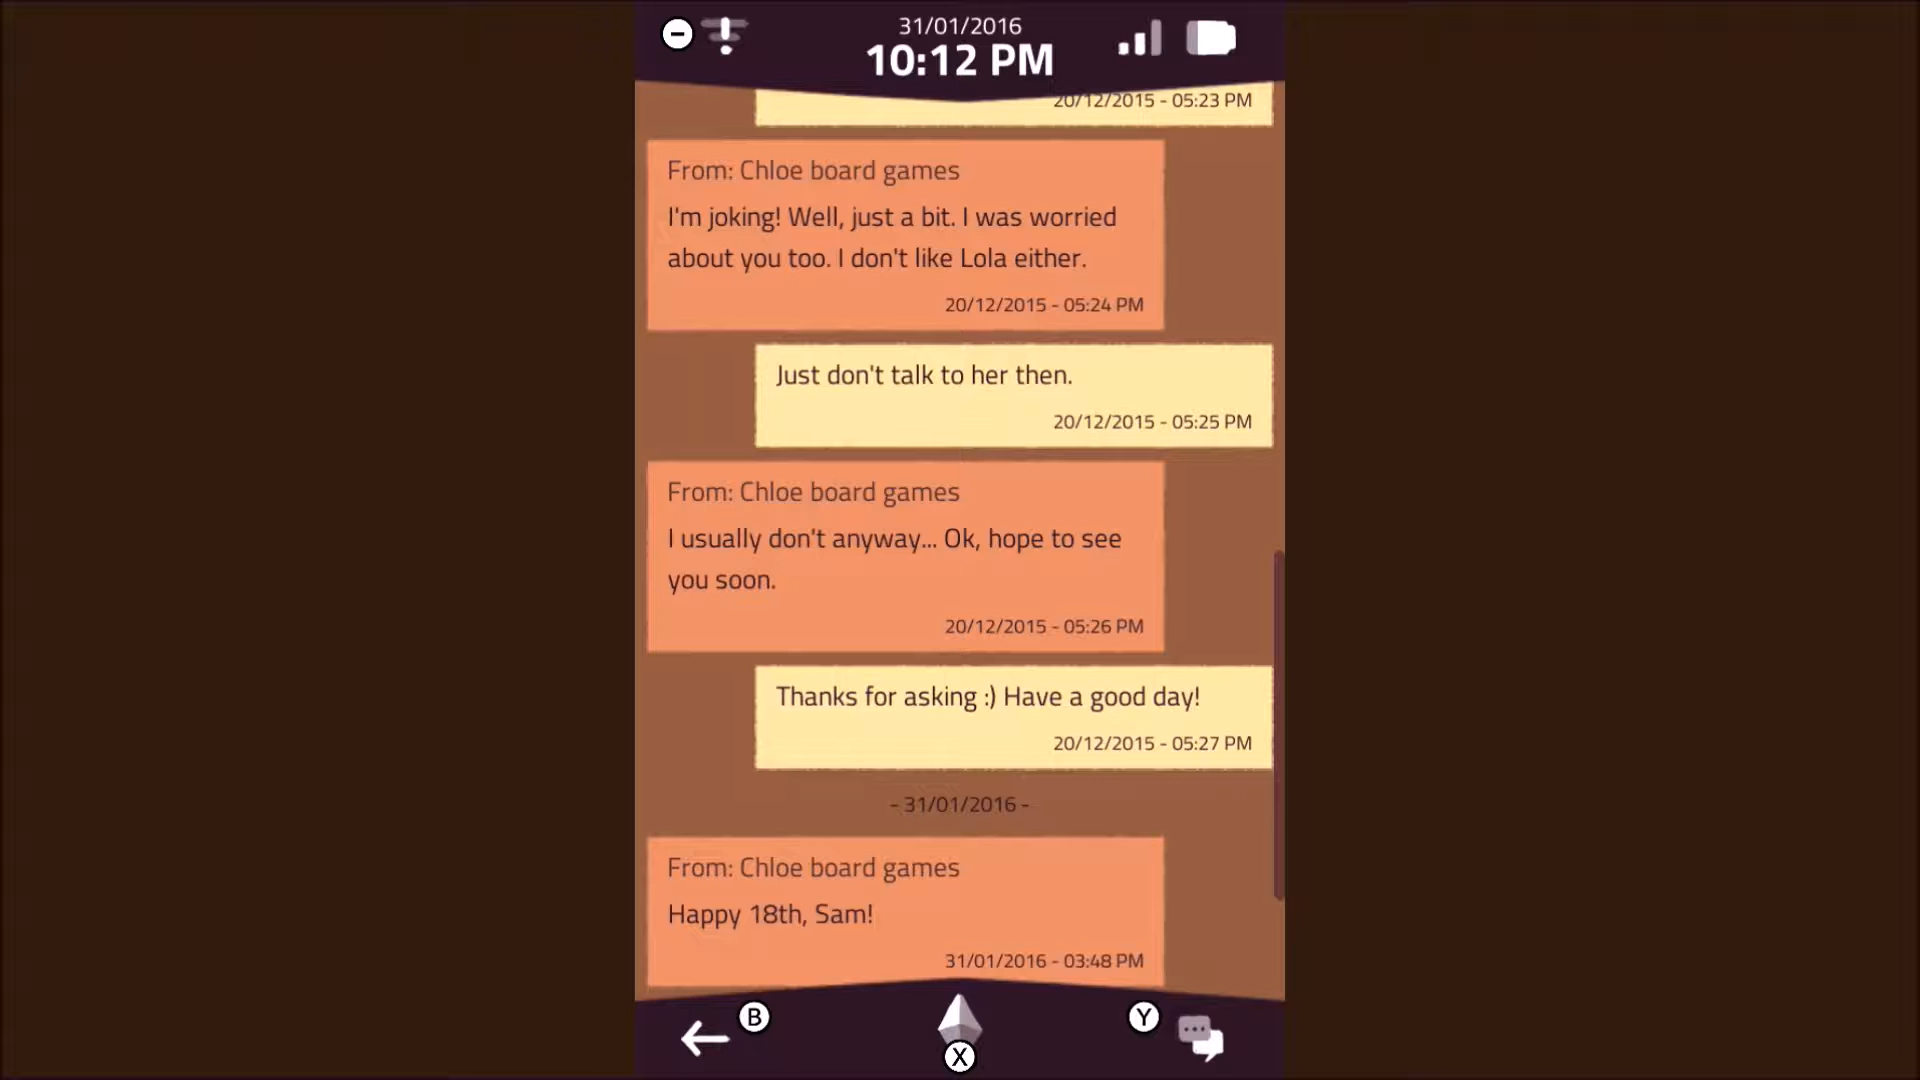 31/01/2016
10:12 PM
20/12/2015 - 05:23 PM
From: Chloe board games
I'm joking! Well, just a bit. I was worried
about you too. I don't like Lola either.
20/12/2015 - 05:24 PM
Just don't talk to her then.
20/12/2015 - 05:25 PM
From: Chloe board games
I usually don't anyway... Ok, hope to see
you soon.
20/12/2015 - 05:26 PM
Thanks for asking :) Have a good day!
20/12/2015 - 05:27 PM
- 31/01/2016 -
From: Chloe board games
Happy 18th, Sam!
31/01/2016 - 03:48 PM
B
Y
X